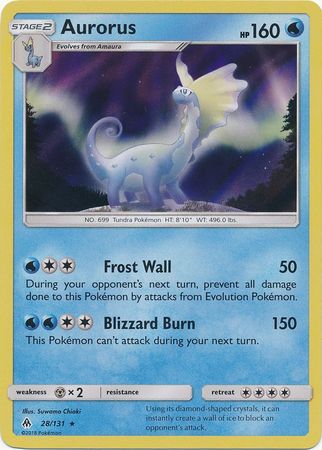 STAGE2
Aurorus
HP 160
Evolves from Amaura
NO. 699 Tundra Pokémon HT: 8'10" WT: 496.0 lbs.
Frost Wall 50
During your opponent's next turn, prevent all damage
done to this Pokémon by attacks from Evolution Pokémon.
Blizzard Burn 150
This Pokémon can't attack during your next turn.
weakness × 2 resistance retreat
Illus. Suwama Chiaki
28/131 ★
©2018 Pokémon
Using its diamond-shaped crystals, it can
instantly create a wall of ice to block an
opponent's attack.